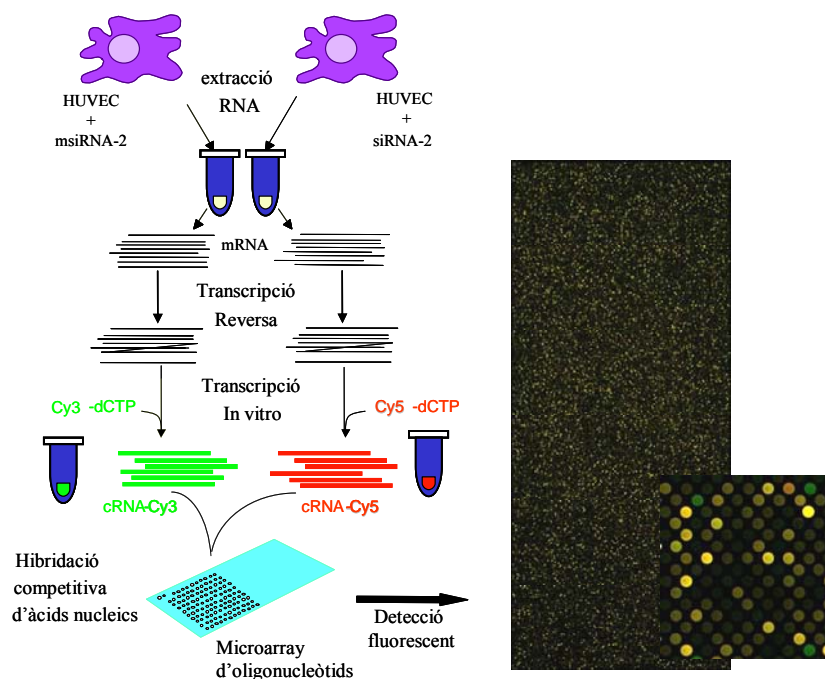 extracció
RNA
HUVEC
+
msiRNA-2
HUVEC
+
siRNA-2
mRNA
Transcripció
Reversa
Transcripció
In vitro
Cy3 -dCTP
Cy5 -dCTP
cRNA-Cy3
cRNA-Cy5
Hibridació
competitiva
d'àcids nucleics
Microarray
d'oligonucleòtids
Detecció
fluorescent